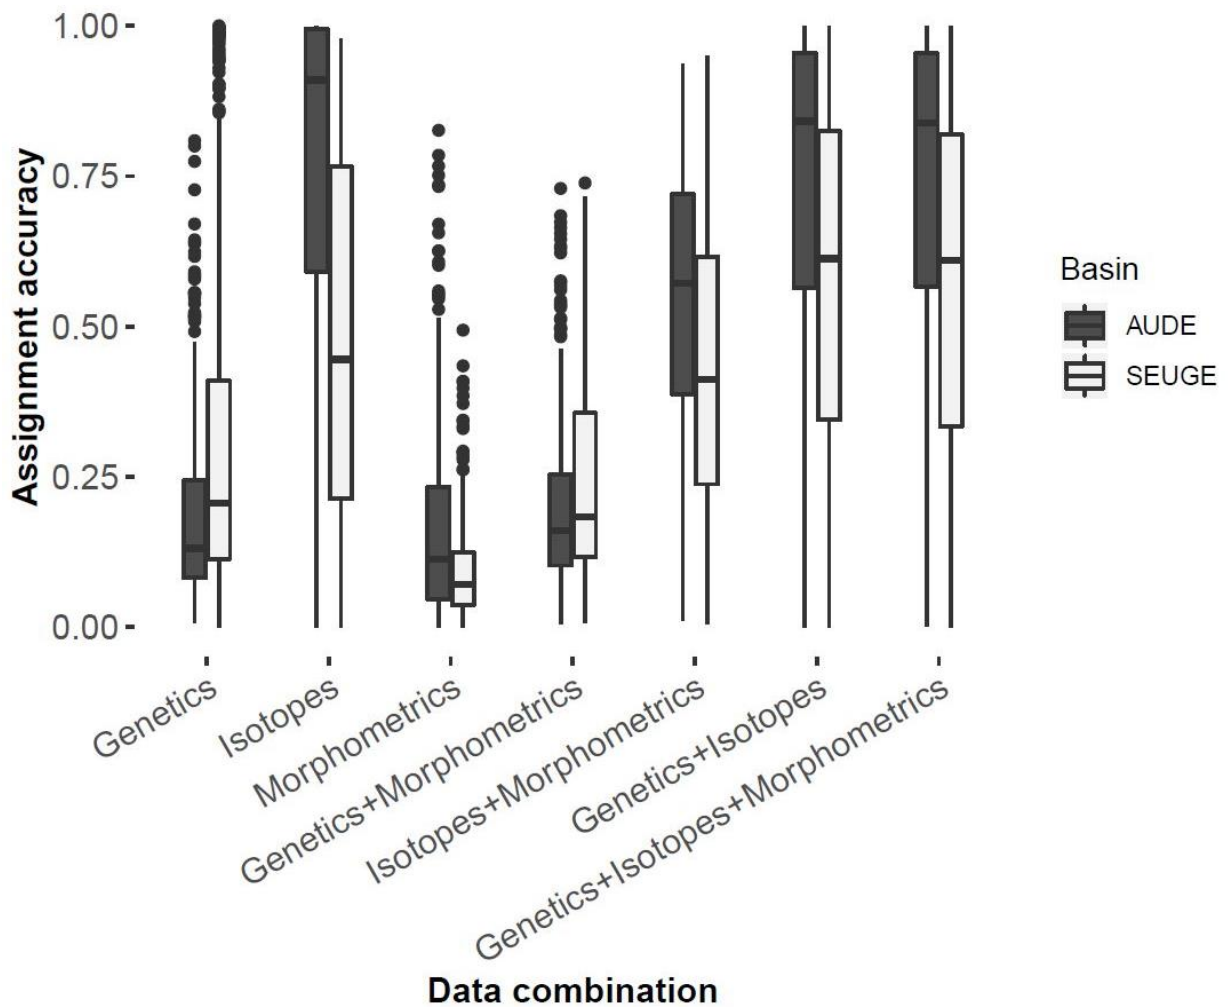 1.00
0.75
0.50
0.25
0.00
Assignment accuracy
Genetics
Isotopes
Morphometrics
Genetics+Morphometrics
Isotopes+Morphometrics
Genetics+Isotopes
Genetics+Isotopes+Morphometrics
Data combination
Basin
AUDE
SEUGE